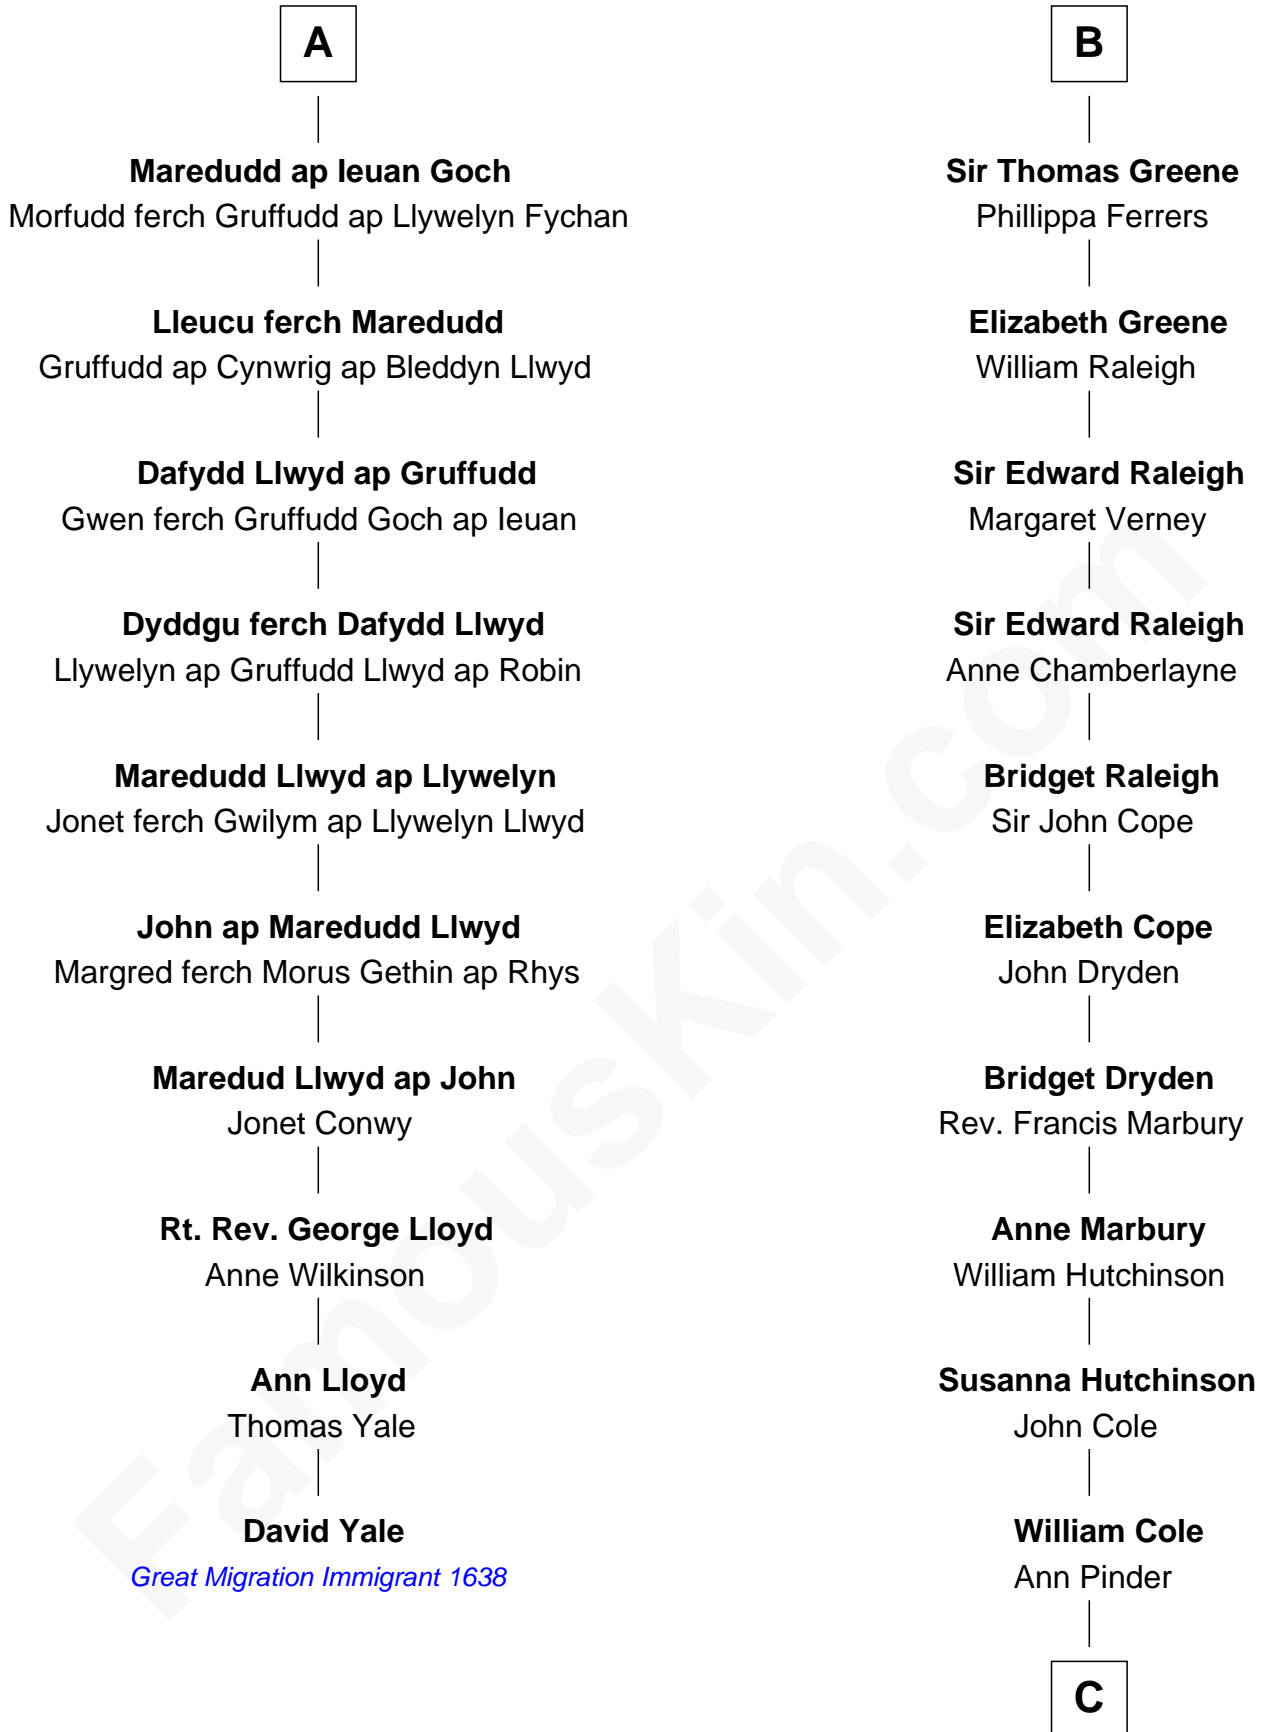 A
Maredudd ap Ieuan Goch
Morfudd ferch Gruffudd ap Llywelyn Fychan
Lleucu ferch Maredudd
Gruffudd ap Cynwrig ap Bleddyn Llwyd
Dafydd Llwyd ap Gruffudd
Gwen ferch Gruffudd Goch ap Ieuan
Dyddgu ferch Dafydd Llwyd
Llywelyn ap Gruffudd Llwyd ap Robin
Maredudd Llwyd ap Llywelyn
Jonet ferch Gwilym ap Llywelyn Llwyd
John ap Maredudd Llwyd
Margred ferch Morus Gethin ap Rhys
Maredud Llwyd ap John
Jonet Conwy
Rt. Rev. George Lloyd
Anne Wilkinson
Ann Lloyd
Thomas Yale
David Yale
Great Migration Immigrant 1638
B
Sir Thomas Greene
Phillippa Ferrers
Elizabeth Greene
William Raleigh
Sir Edward Raleigh
Margaret Verney
Sir Edward Raleigh
Anne Chamberlayne
Bridget Raleigh
Sir John Cope
Elizabeth Cope
John Dryden
Bridget Dryden
Rev. Francis Marbury
Anne Marbury
William Hutchinson
Susanna Hutchinson
John Cole
William Cole
Ann Pinder
C
FamousKin.com